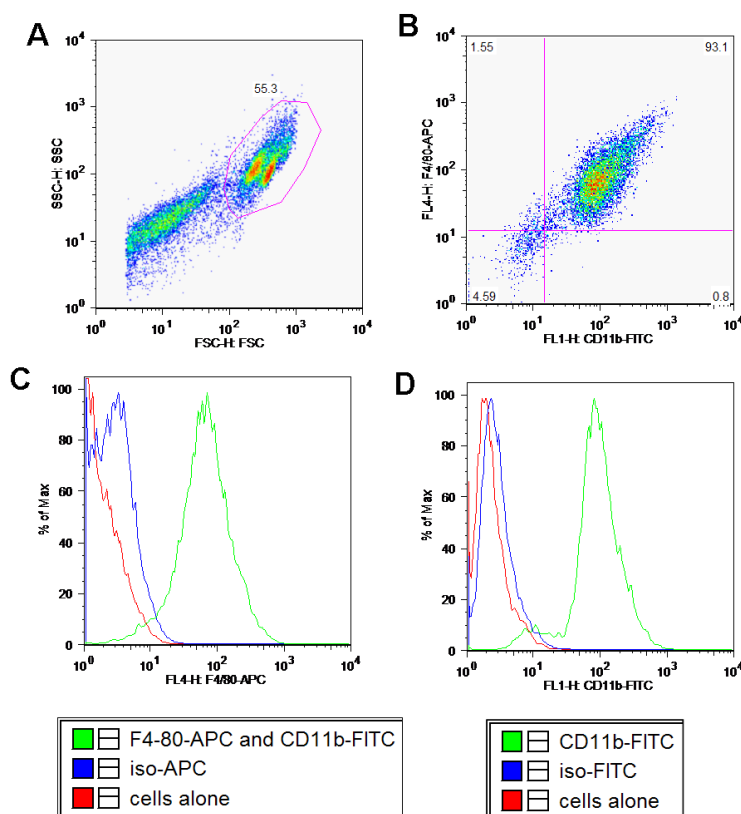 A
10^4
10^3
10^2
10^1
10^0
SSC-H: SSC
55.3
10^0 10^1 10^2 10^3 10^4
FSC-H: FSC
B
10^4
10^3
10^2
10^1
10^0
FL4-H: F4/80-APC
1.55 93.1
4.59 0.8
10^0 10^1 10^2 10^3 10^4
FL1-H: CD11b-FITC
C
100
80
60
40
20
0
% of Max
10^0 10^1 10^2 10^3 10^4
FL4-H: F4/80-APC
D
100
80
60
40
20
0
% of Max
10^0 10^1 10^2 10^3 10^4
FL1-H: CD11b-FITC
F4-80-APC and CD11b-FITC
iso-APC
cells alone
CD11b-FITC
iso-FITC
cells alone